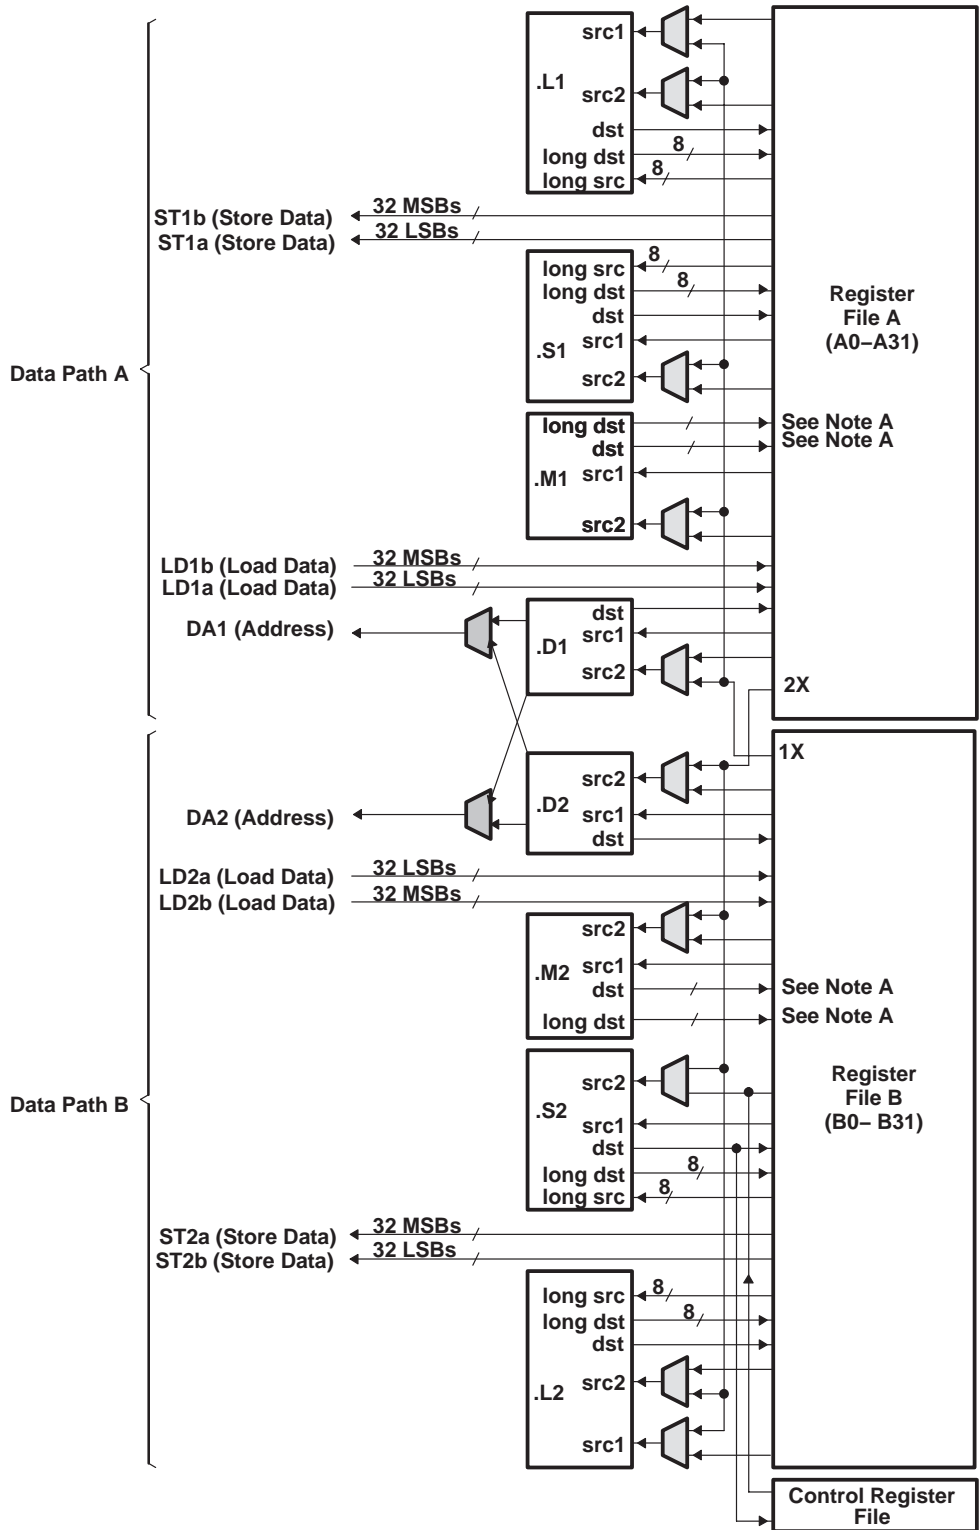 src1
.L1
src2
dst
long dst
8
long src
8
ST1b (Store Data)
32 MSBs
ST1a (Store Data)
32 LSBs
long src
8
long dst
8
dst
.S1
src1
src2
Register
File A
(A0–A31)
Data Path A
long dst
See Note A
dst
See Note A
.M1
src1
src2
LD1b (Load Data)
32 MSBs
LD1a (Load Data)
32 LSBs
DA1 (Address)
dst
.D1
src1
src2
2X
1X
src2
.D2
src1
dst
DA2 (Address)
LD2a (Load Data)
32 LSBs
LD2b (Load Data)
32 MSBs
src2
.M2
src1
dst
See Note A
long dst
See Note A
src2
.S2
src1
dst
long dst
8
long src
8
Register
File B
(B0– B31)
Data Path B
ST2a (Store Data)
32 MSBs
ST2b (Store Data)
32 LSBs
long src
8
long dst
8
dst
.L2
src2
src1
Control Register
File